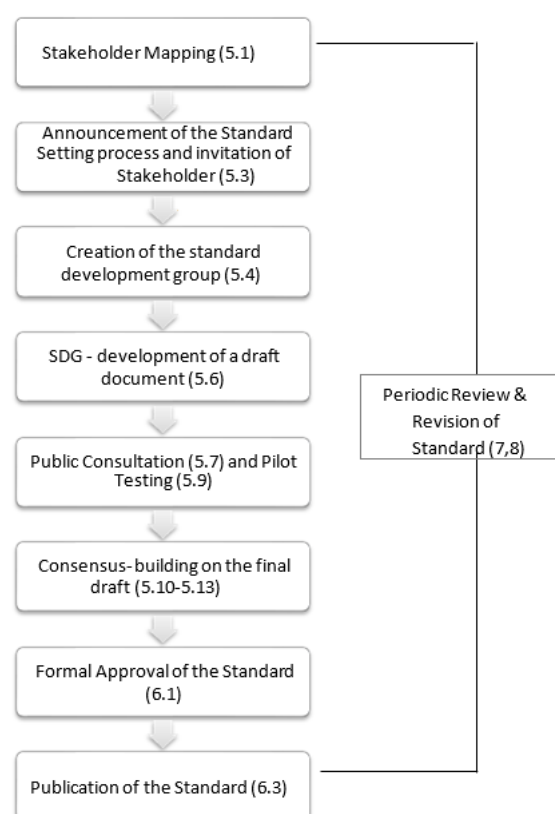 Stakeholder Mapping (5.1)
Announcement of the Standard
Setting process and invitation of
Stakeholder (5.3)
Creation of the standard
development group (5.4)
SDG - development of a draft
document (5.6)
Public Consultation (5.7) and Pilot
Testing (5.9)
Consensus- building on the final
draft (5.10-5.13)
Formal Approval of the Standard
(6.1)
Publication of the Standard (6.3)
Periodic Review &
Revision of
Standard (7,8)